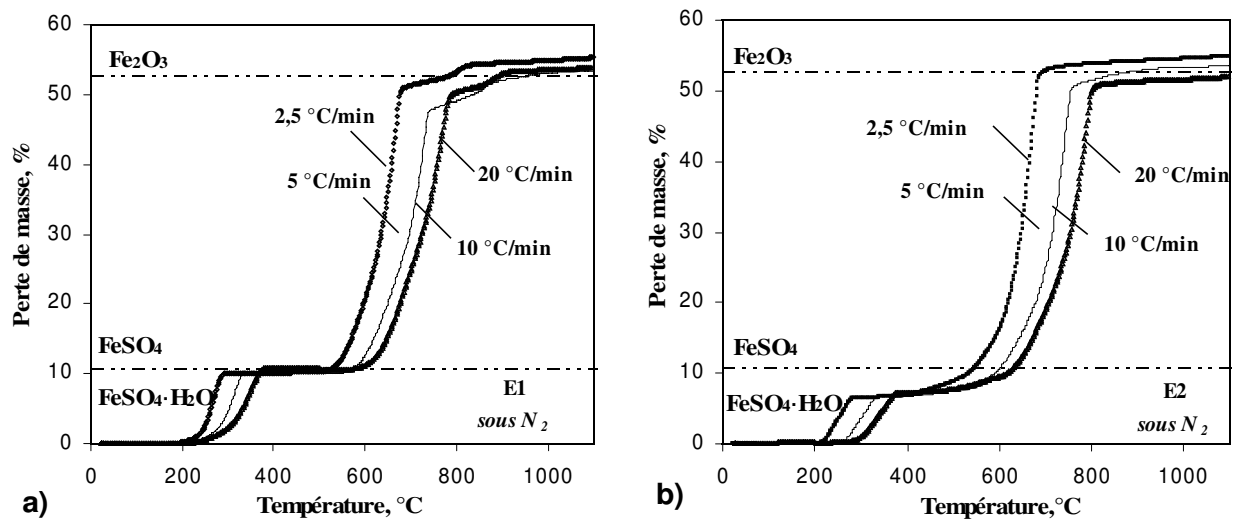 60
50
40
30
20
10
0
Perte de masse, %
Fe₂O₃
2,5 °C/min
5 °C/min
20 °C/min
10 °C/min
FeSO₄
FeSO₄·H₂O
E1
sous N₂
0 200 400 600 800 1000
Température, °C
a)
60
50
40
30
20
10
0
Perte de masse, %
Fe₂O₃
2,5 °C/min
5 °C/min
20 °C/min
10 °C/min
FeSO₄
FeSO₄·H₂O
E2
sous N₂
0 200 400 600 800 1000
Température,°C
b)